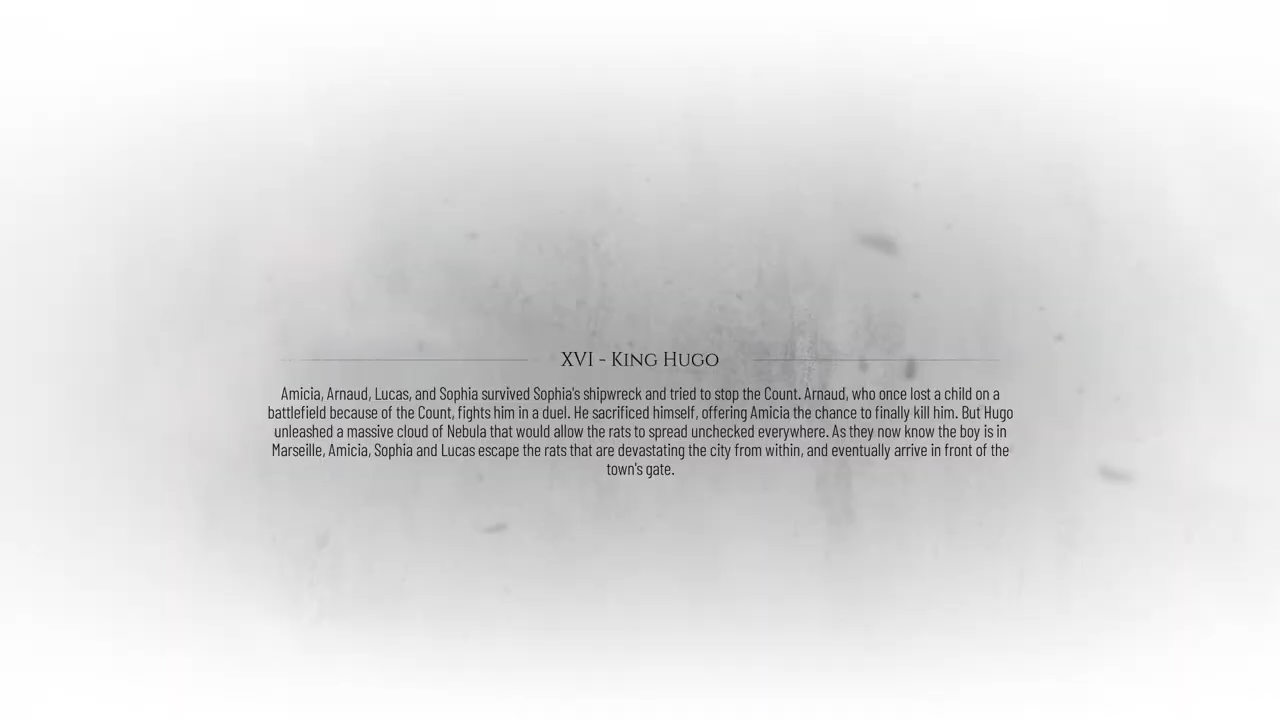 XVI - King Hugo
Amicia, Arnaud, Lucas, and Sophia survived Sophia's shipwreck and tried to stop the Count. Arnaud, who once lost a child on a
battlefield because of the Count, fights him in a duel. He sacrificed himself, offering Amicia the chance to finally kill him. But Hugo
unleashed a massive cloud of Nebula that would allow the rats to spread unchecked everywhere. As they now know the boy is in
Marseille, Amicia, Sophia and Lucas escape the rats that are devastating the city from within, and eventually arrive in front of the
town's gate.